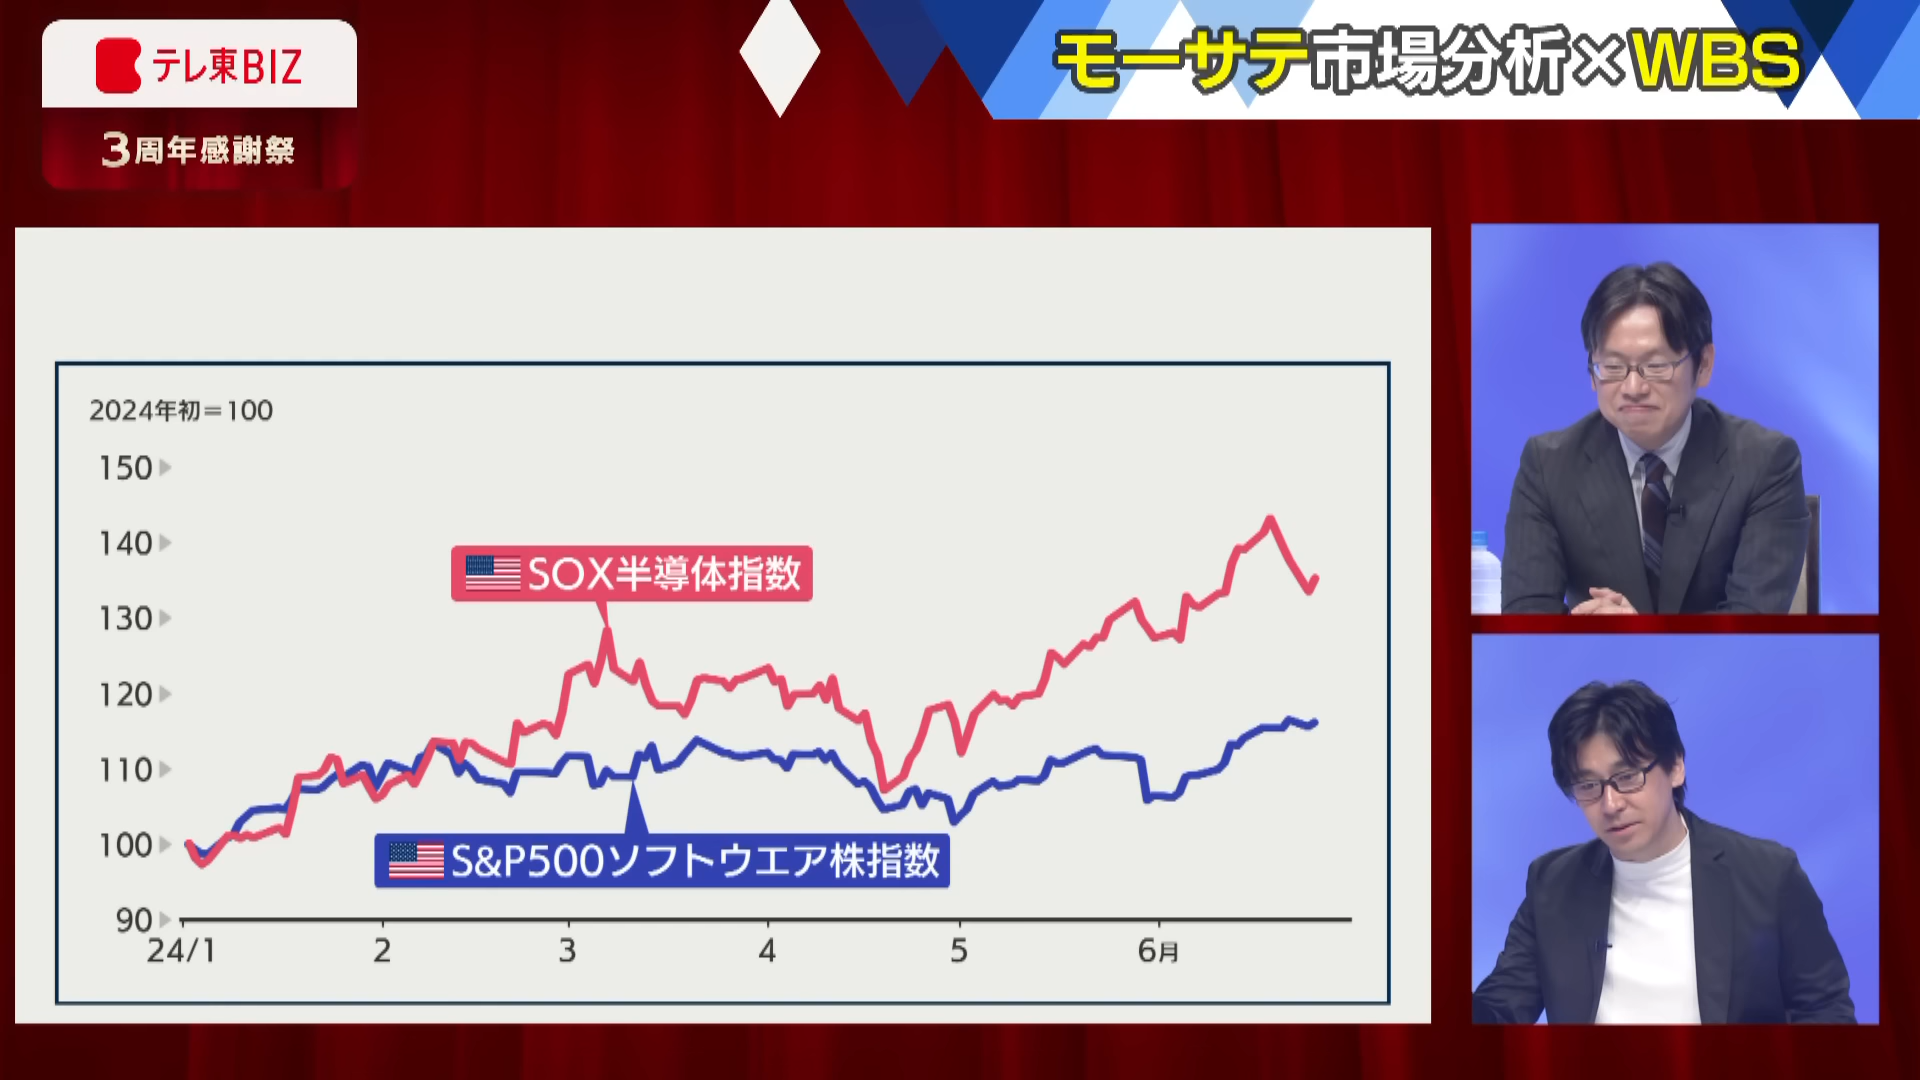 テレ東BIZ
3周年感謝祭
モーサテ市場分析×WBS
2024年初=100
150
140
130
120
110
100
90
SOX半導体指数
S&P500ソフトウエア株指数
24/1 2 3 4 5 6月